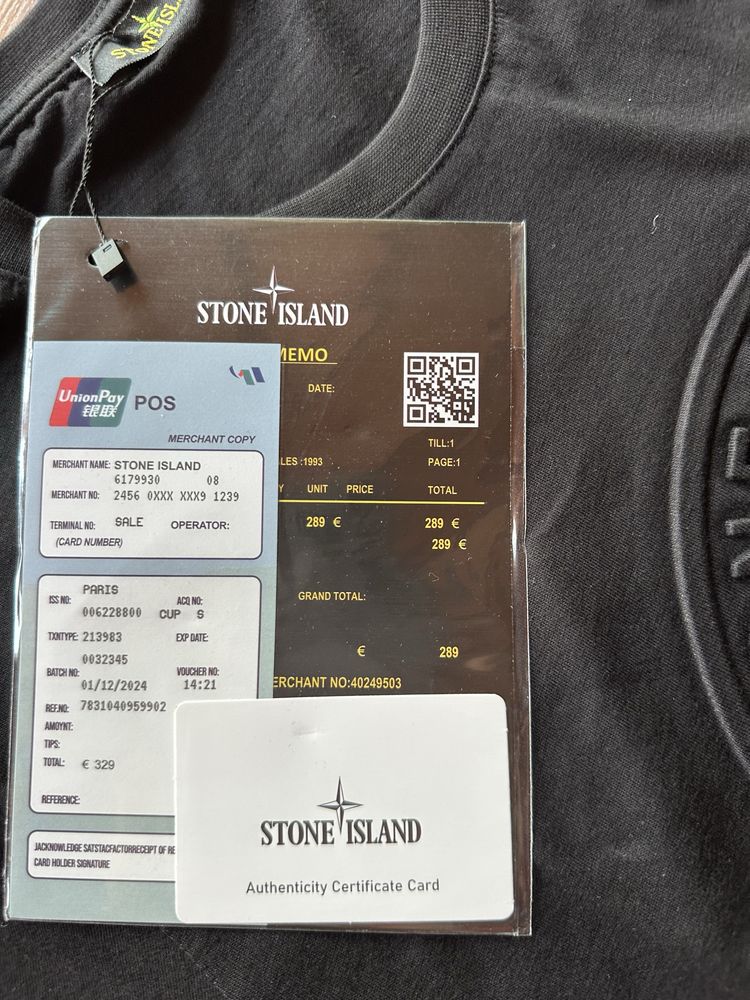 STONE ISL
STONE ISLAND
MEMO
DATE:
TILL:1
LES :1993
PAGE:1
Y UNIT PRICE TOTAL
289 € 289 €
289 €
GRAND TOTAL:
€ 289
ERCHANT NO:40249503
UnionPay
银联
POS
MERCHANT COPY
MERCHANT NAME: STONE ISLAND
6179930 08
MERCHANT NO: 2456 0XXX XXX9 1239
TERMINAL NO: SALE OPERATOR:
(CARD NUMBER)
PARIS
ISS NO: ACQ NO:
006228800 CUP S
TXNTYPE: 213983 EXP DATE:
0032345
BATCH NO: VOUCHER NO:
01/12/2024 14:21
REF.NO: 7831040959902
AMOYNT:
TIPS:
TOTAL: € 329
REFERENCE:
JACKNOWLEDGE SATSTACFACTORRECEIPT OF RE
CARD HOLDER SIGNATURE
STONE ISLAND
Authenticity Certificate Card